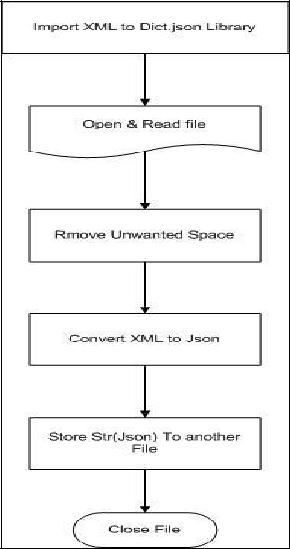 Import XML to Dict.json Library
Open & Read file
Rmove Unwanted Space
Convert XML to Json
Store Str(Json) To another
File
Close File